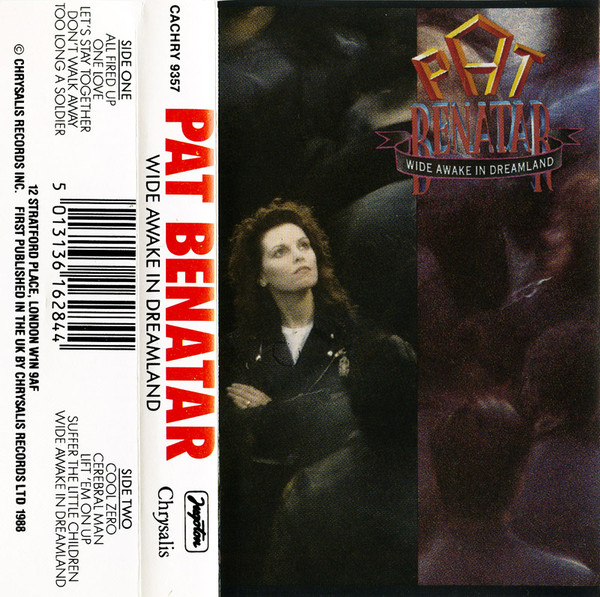 SIDE ONE
ALL FIRED UP
ONE LOVE
LET'S STAY TOGETHER
DON'T WALK AWAY
TOO LONG A SOLDIER
5 013136 162844
SIDE TWO
COOL ZERO
CEREBRAL MAN
LIFT 'EM ON UP
SUFFER THE LITTLE CHILDREN
WIDE AWAKE IN DREAMLAND
© CHRYSALIS RECORDS INC. FIRST PUBLISHED IN THE UK BY CHRYSALIS RECORDS LTD 1988
12 STRATFORD PLACE, LONDON W1N 9AF
CACHRY 9357
PAT BENATAR
WIDE AWAKE IN DREAMLAND
Jugoton
Chrysalis
PAT
BENATAR
WIDE AWAKE IN DREAMLAND